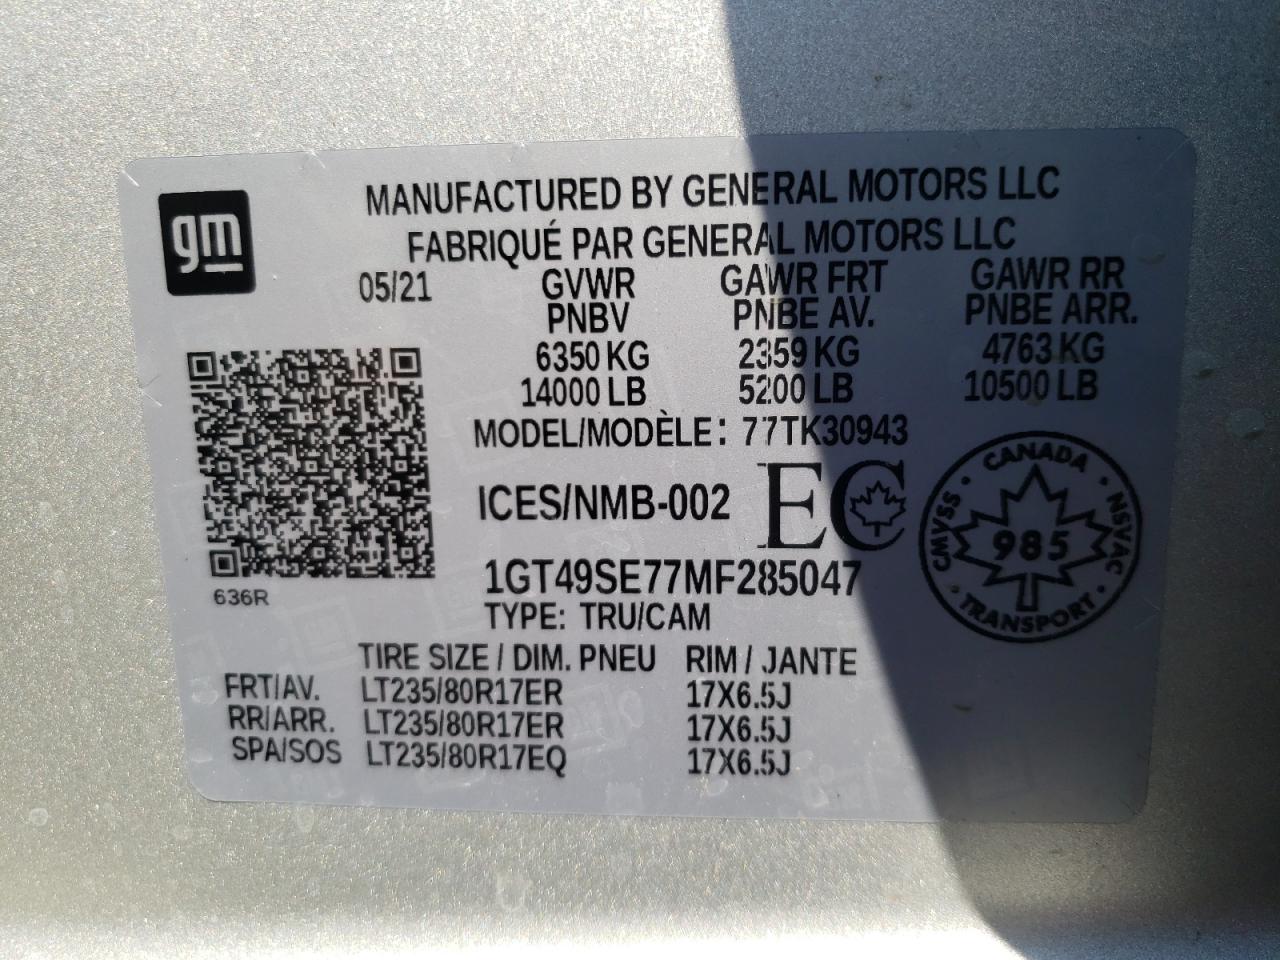 gm
MANUFACTURED BY GENERAL MOTORS LLC
FABRIQUÉ PAR GENERAL MOTORS LLC
05/21 GVWR GAWR FRT GAWR RR
PNBV PNBE AV. PNBE ARR.
6350 KG 2359 KG 4763 KG
14000 LB 5200 LB 10500 LB
MODEL/MODÈLE: 77TK30943
ICES/NMB-002 EC
CANADA
CMVSS 985 NSVAC
TRANSPORT
1GT49SE77MF285047
636R
TYPE: TRU/CAM
TIRE SIZE / DIM. PNEU RIM / JANTE
FRT/AV. LT235/80R17ER 17X6.5J
RR/ARR. LT235/80R17ER 17X6.5J
SPA/SOS LT235/80R17EQ 17X6.5J